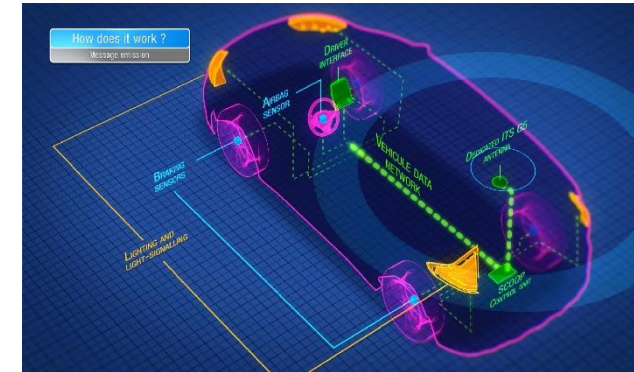 How does it work ?
Message emission
DRIVER
INTERFACE
AIRBAG
SENSOR
VEHICULE DATA
NETWORK
DEDICATED ITS G5
ANTENNA
BRAKING
SENSORS
LIGHTING AND
LIGHT-SIGNALLING
SCOOP
CONTROL UNIT